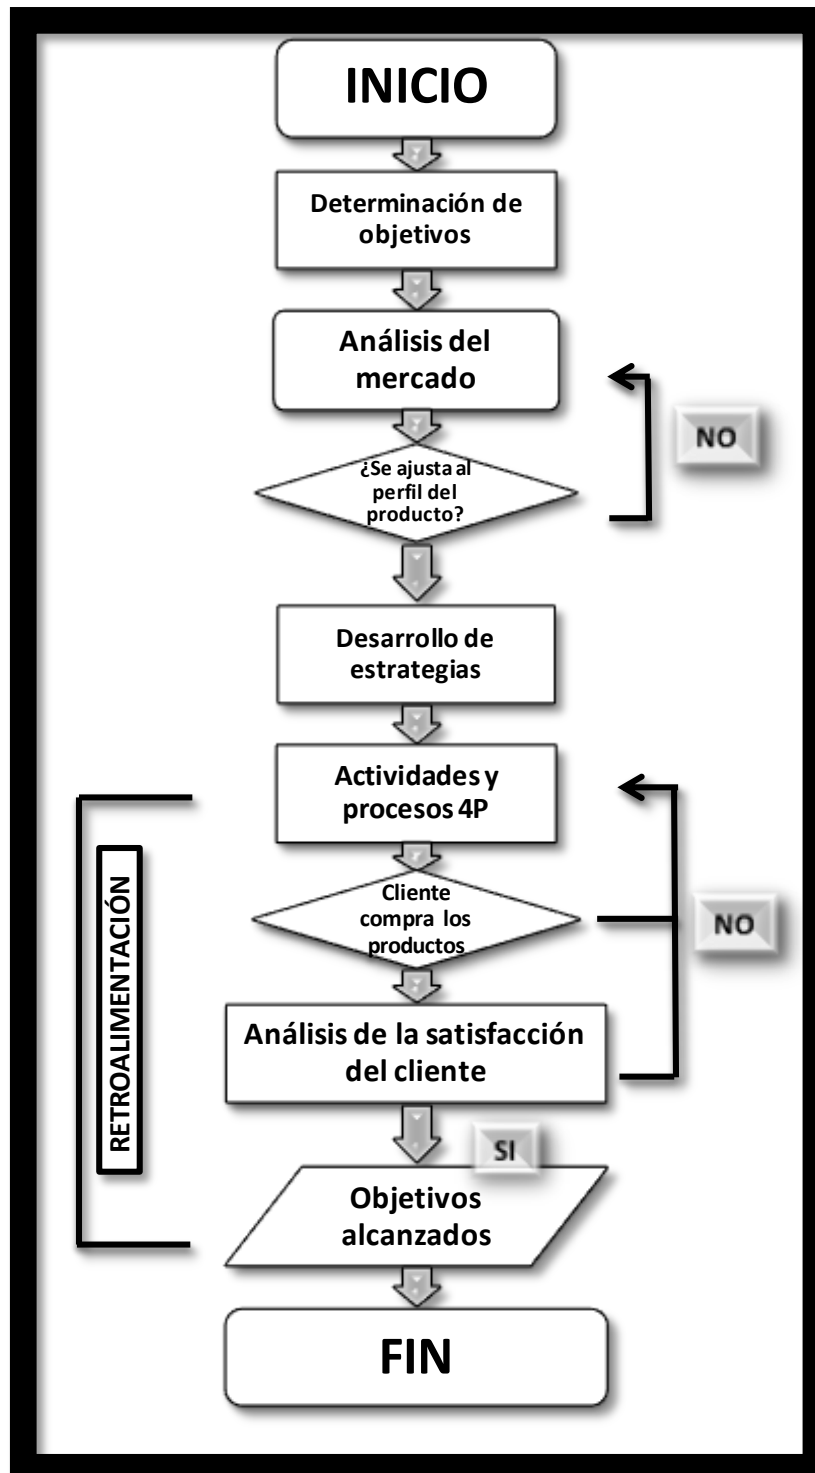 INICIO
Determinación de
objetivos
Análisis del
mercado
NO
¿Se ajusta al
perfil del
producto?
Desarrollo de
estrategias
Actividades y
procesos 4P
RETROALIMENTACIÓN
Cliente
compra los
productos
NO
Análisis de la satisfacción
del cliente
SI
Objetivos
alcanzados
FIN